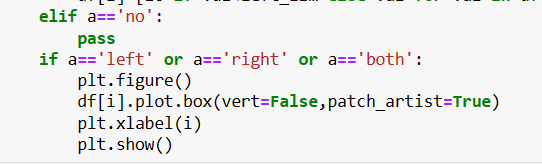 elif a=='no':
pass
if a=='left' or a=='right' or a=='both':
plt.figure()
df[i].plot.box(vert=False,patch_artist=True)
plt.xlabel(i)
plt.show()